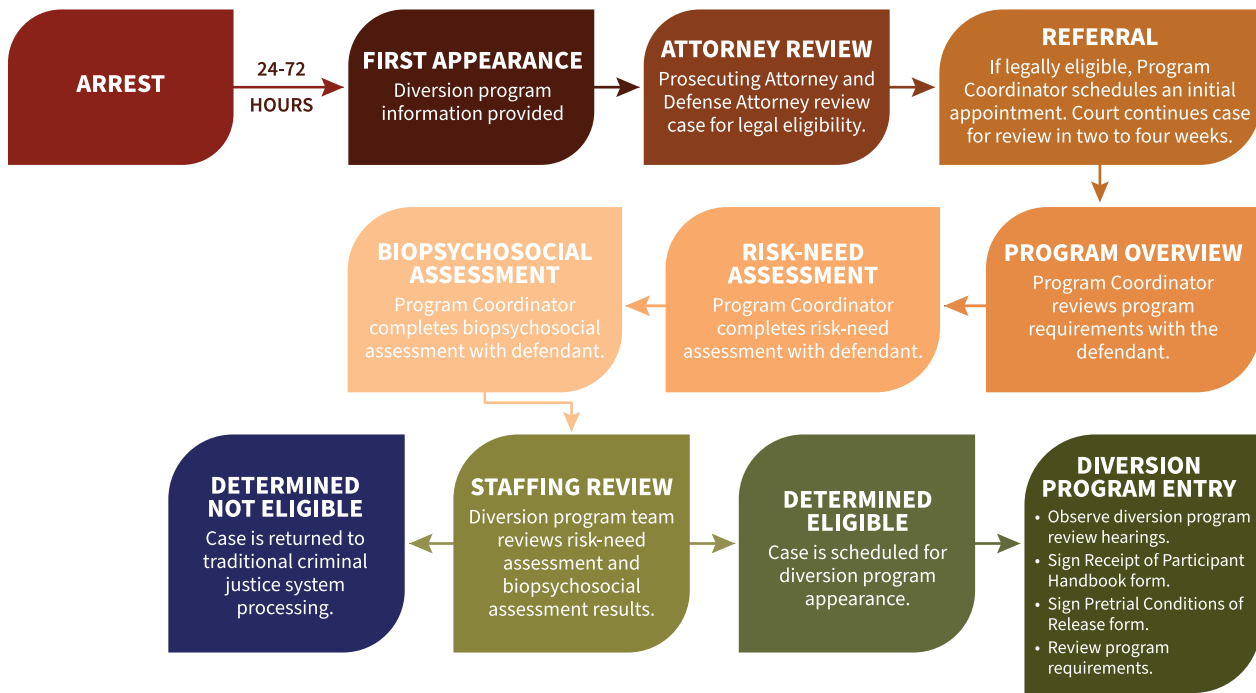 ARREST
24-72
HOURS
FIRST APPEARANCE
Diversion program
information provided
ATTORNEY REVIEW
Prosecuting Attorney and
Defense Attorney review
case for legal eligibility.
REFERRAL
If legally eligible, Program
Coordinator schedules an initial
appointment. Court continues case
for review in two to four weeks.
PROGRAM OVERVIEW
Program Coordinator
reviews program
requirements with the
defendant.
RISK-NEED
ASSESSMENT
Program Coordinator
completes risk-need
assessment with defendant.
BIOPSYCHOSOCIAL
ASSESSMENT
Program Coordinator
completes biopsychosocial
assessment with defendant.
STAFFING REVIEW
Diversion program team
reviews risk-need
assessment and
biopsychosocial
assessment results.
DETERMINED
NOT ELIGIBLE
Case is returned to
traditional criminal
justice system
processing.
DETERMINED
ELIGIBLE
Case is scheduled for
diversion program
appearance.
DIVERSION
PROGRAM ENTRY
• Observe diversion program
review hearings.
• Sign Receipt of Participant
Handbook form.
• Sign Pretrial Conditions of
Release form.
• Review program
requirements.